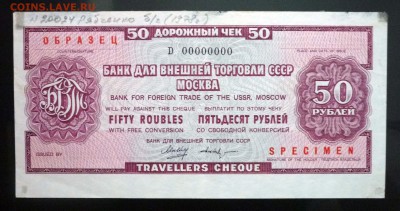 COINS.LAVE.RU
50 ДОРОЖНЫЙ ЧЕК 50
ОБРАЗЕЦ
D 00000000
БАНК ДЛЯ ВНЕШНЕЙ ТОРГОВЛИ СССР
МОСКВА
BANK FOR FOREIGN TRADE OF THE USSR, MOSCOW
WILL PAY AGAINST THIS CHEQUE ВЫПЛАТИТ ПО ЭТОМУ ЧЕКУ
50
РУБЛЕЙ
FIFTY ROUBLES ПЯТЬДЕСЯТ РУБЛЕЙ
WITH FREE CONVERSION СО СВОБОДНОЙ КОНВЕРСИЕЙ
ISSUED BY
БАНК ДЛЯ ВНЕШНЕЙ ТОРГОВЛИ СССР
SPECIMEN
TRAVELLERS CHEQUE